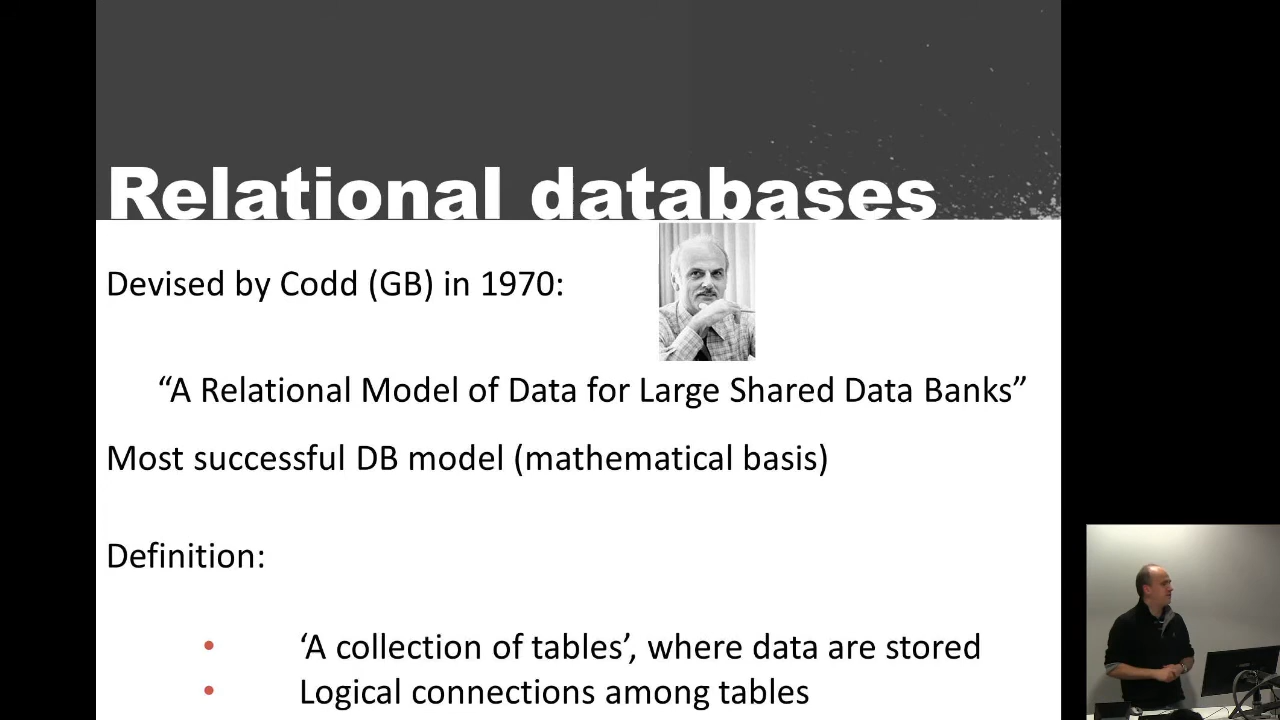 Relational databases
Devised by Codd (GB) in 1970:
“A Relational Model of Data for Large Shared Data Banks”
Most successful DB model (mathematical basis)
Definition:
• ‘A collection of tables’, where data are stored
• Logical connections among tables